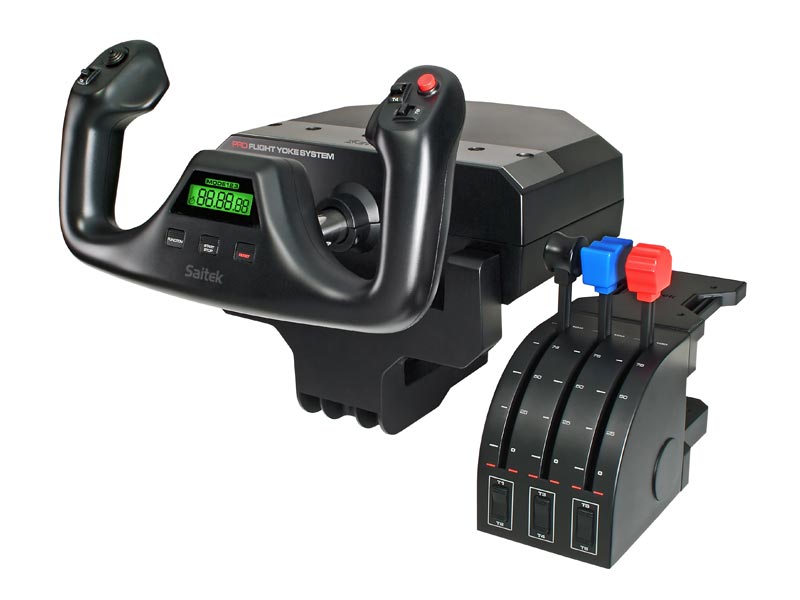 PRO FLIGHT YOKE SYSTEM
MODE 1 2 3
88:88 88
FUNCTION
START
STOP
RESET
Saitek
T4
75
75
75
50
50
50
25
25
25
0
0
0
T1
T3
T5
T2
T4
T6